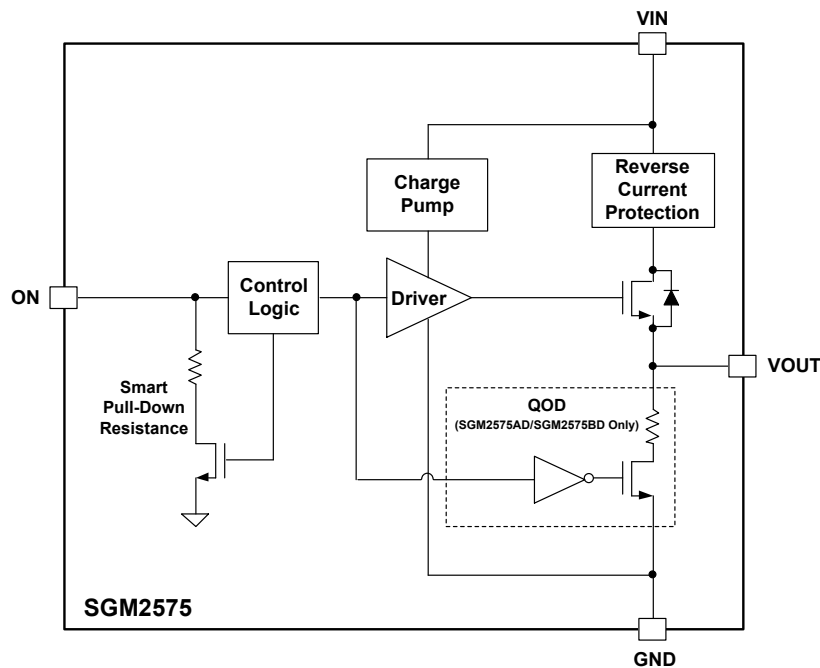 VIN
Charge
Pump
Reverse
Current
Protection
ON
Control
Logic
Driver
VOUT
Smart
Pull-Down
Resistance
QOD
(SGM2575AD/SGM2575BD Only)
SGM2575
GND